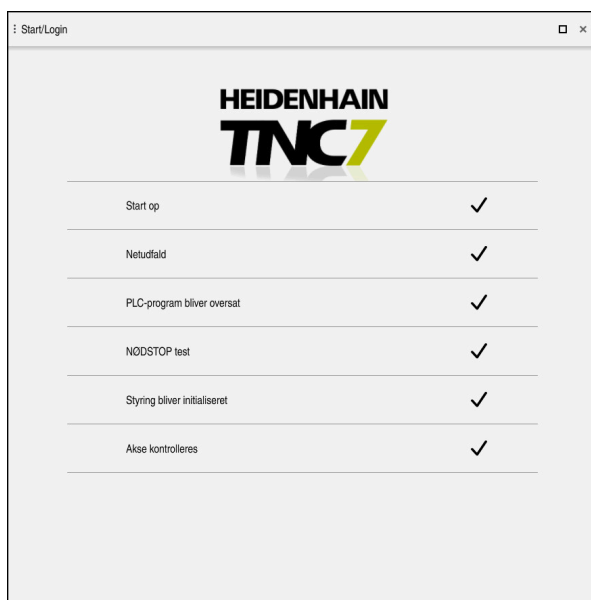 Start/Login
HEIDENHAIN
TNC7
Start op
Netudfald
PLC-program bliver oversat
NØDSTOP test
Styring bliver initialiseret
Akse kontrolleres